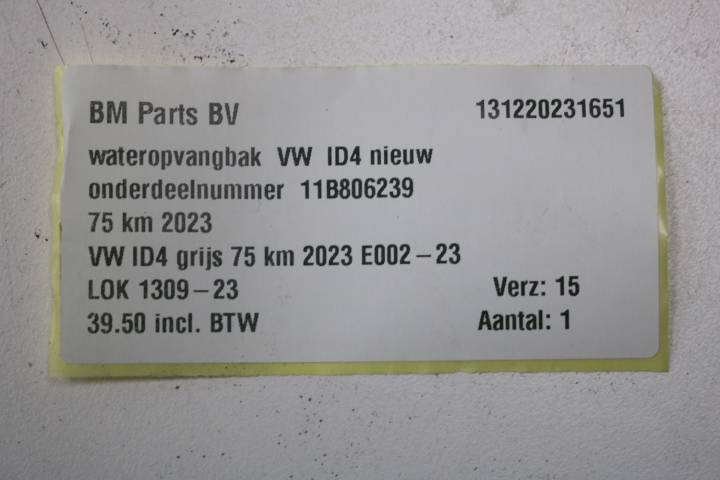 BM Parts BV 131220231651
wateropvangbak VW ID4 nieuw
onderdeelnummer 11B806239
75 km 2023
VW ID4 grijs 75 km 2023 E002-23
LOK 1309-23 Verz: 15
39.50 incl. BTW Aantal: 1